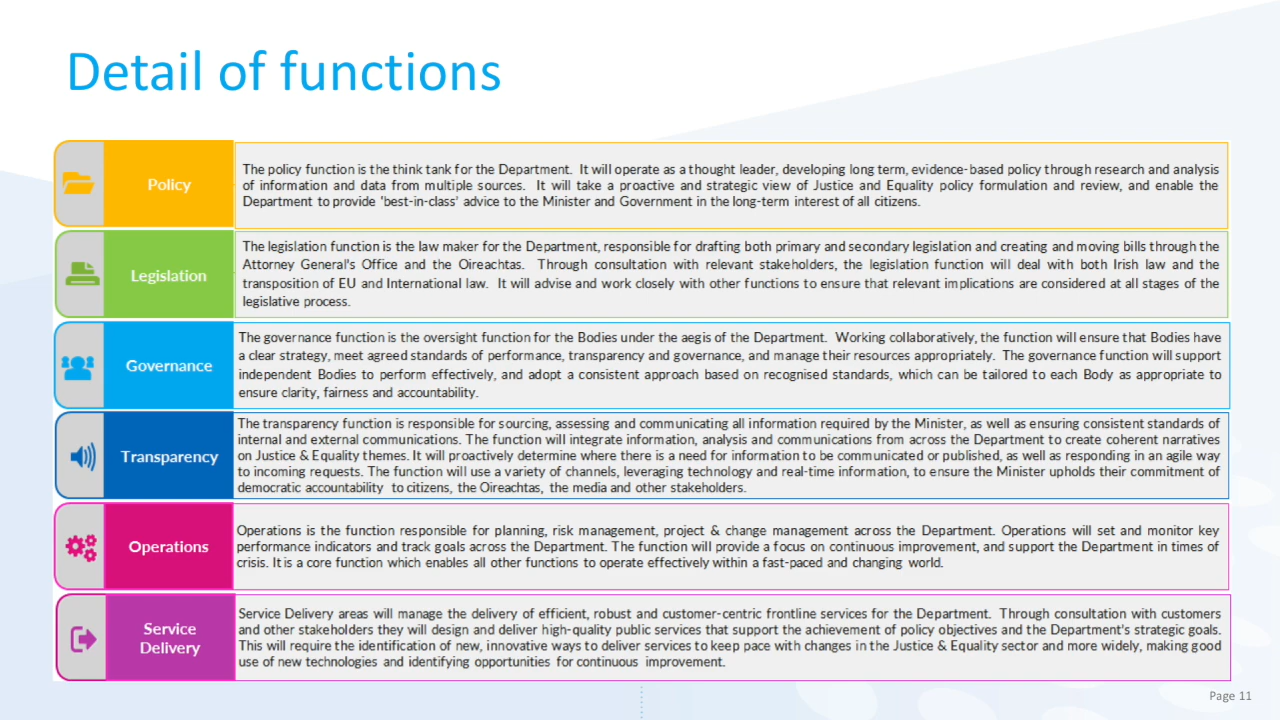 Detail of functions
Policy
The policy function is the think tank for the Department. It will operate as a thought leader, developing long term, evidence-based policy through research and analysis
of information and data from multiple sources. It will take a proactive and strategic view of Justice and Equality policy formulation and review, and enable the
Department to provide 'best-in-class' advice to the Minister and Government in the long-term interest of all citizens.
Legislation
The legislation function is the law maker for the Department, responsible for drafting both primary and secondary legislation and creating and moving bills through the
Attorney General's Office and the Oireachtas. Through consultation with relevant stakeholders, the legislation function will deal with both Irish law and the
transposition of EU and International law. It will advise and work closely with other functions to ensure that relevant implications are considered at all stages of the
legislative process.
Governance
The governance function is the oversight function for the Bodies under the aegis of the Department. Working collaboratively, the function will ensure that Bodies have
a clear strategy, meet agreed standards of performance, transparency and governance, and manage their resources appropriately. The governance function will support
independent Bodies to perform effectively, and adopt a consistent approach based on recognised standards, which can be tailored to each Body as appropriate to
ensure clarity, fairness and accountability.
Transparency
The transparency function is responsible for sourcing, assessing and communicating all information required by the Minister, as well as ensuring consistent standards of
internal and external communications. The function will integrate information, analysis and communications from across the Department to create coherent narratives
on Justice & Equality themes. It will proactively determine where there is a need for information to be communicated or published, as well as responding in an agile way
to incoming requests. The function will use a variety of channels, leveraging technology and real-time information, to ensure the Minister upholds their commitment of
democratic accountability to citizens, the Oireachtas, the media and other stakeholders.
Operations
Operations is the function responsible for planning, risk management, project & change management across the Department. Operations will set and monitor key
performance indicators and track goals across the Department. The function will provide a focus on continuous improvement, and support the Department in times of
crisis. It is a core function which enables all other functions to operate effectively within a fast-paced and changing world.
Service
Delivery
Service Delivery areas will manage the delivery of efficient, robust and customer-centric frontline services for the Department. Through consultation with customers
and other stakeholders they will design and deliver high-quality public services that support the achievement of policy objectives and the Department's strategic goals.
This will require the identification of new, innovative ways to deliver services to keep pace with changes in the Justice & Equality sector and more widely, making good
use of new technologies and identifying opportunities for continuous improvement.
Page 11